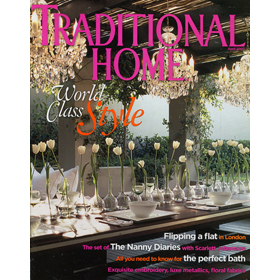 TRADITIONAL
HOME
World
Class
Style
Flipping a flat in London
The set of The Nanny Diaries with Scarlett
All you need to know for the perfect bath
Exquisite embroidery, luxe metallics, floral fabrics